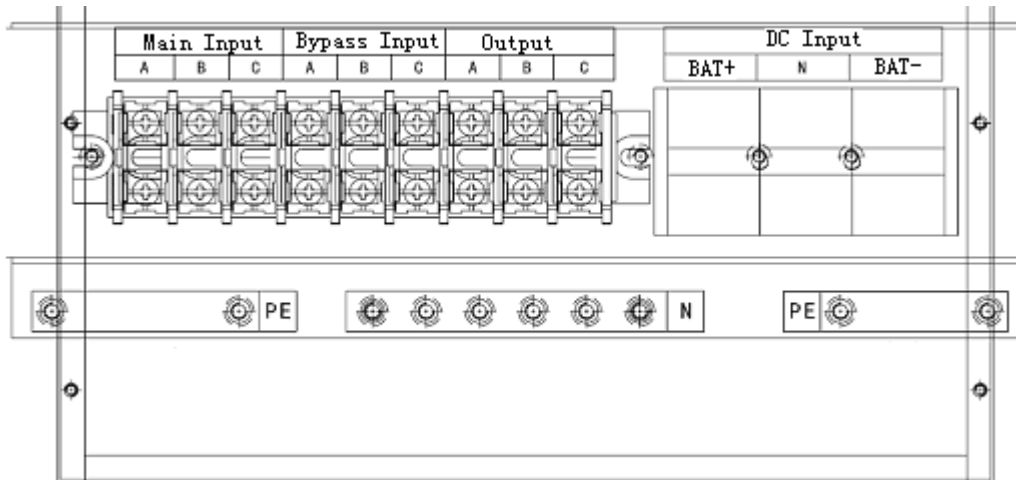 Main Input Bypass Input Output DC Input
A B C A B C A B C BAT+ N BAT-
PE N PE